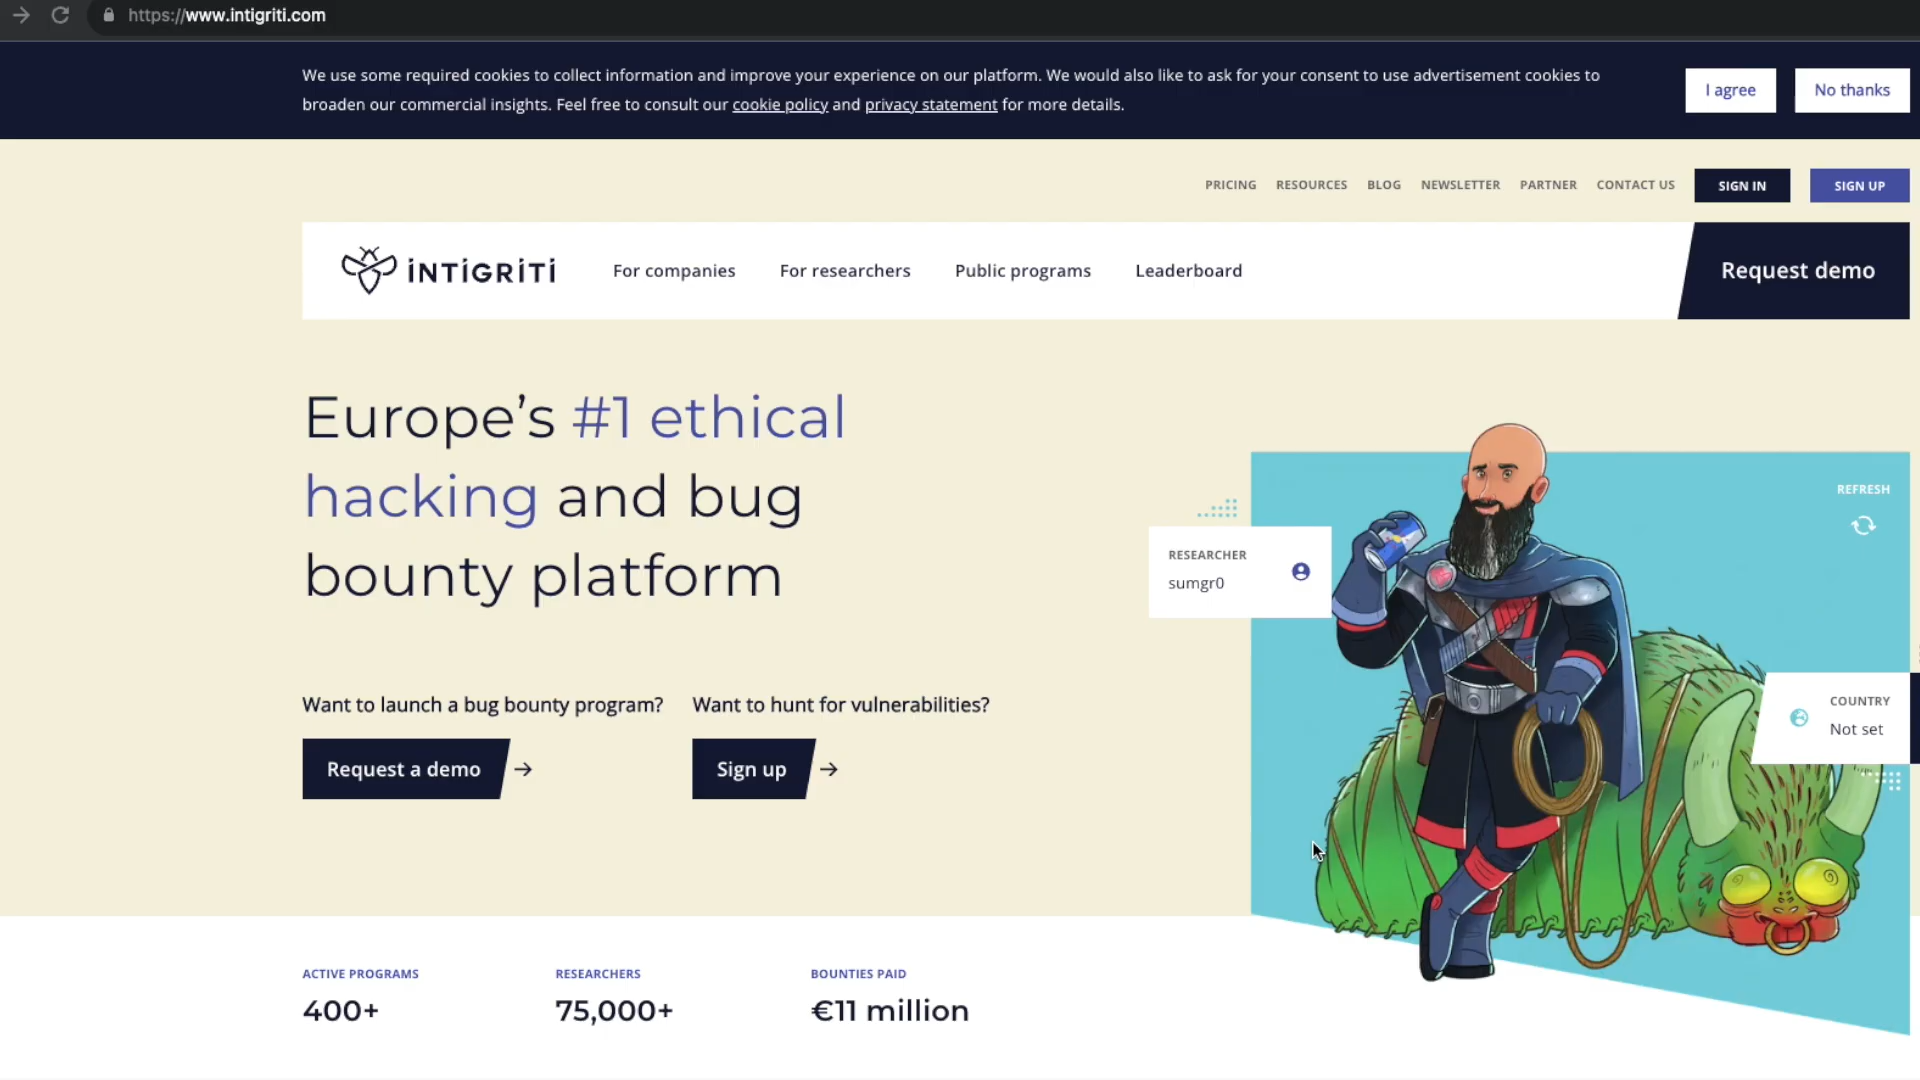 https://www.intigriti.com
We use some required cookies to collect information and improve your experience on our platform. We would also like to ask for your consent to use advertisement cookies to
broaden our commercial insights. Feel free to consult our cookie policy and privacy statement for more details.
I agree
No thanks
PRICING
RESOURCES
BLOG
NEWSLETTER
PARTNER
CONTACT US
SIGN IN
SIGN UP
INTIGRITI
For companies
For researchers
Public programs
Leaderboard
Request demo
Europe’s #1 ethical
hacking and bug
bounty platform
REFRESH
RESEARCHER
sumgr0
Want to launch a bug bounty program?
Want to hunt for vulnerabilities?
COUNTRY
Not set
Request a demo
Sign up
ACTIVE PROGRAMS
RESEARCHERS
BOUNTIES PAID
400+
75,000+
€11 million